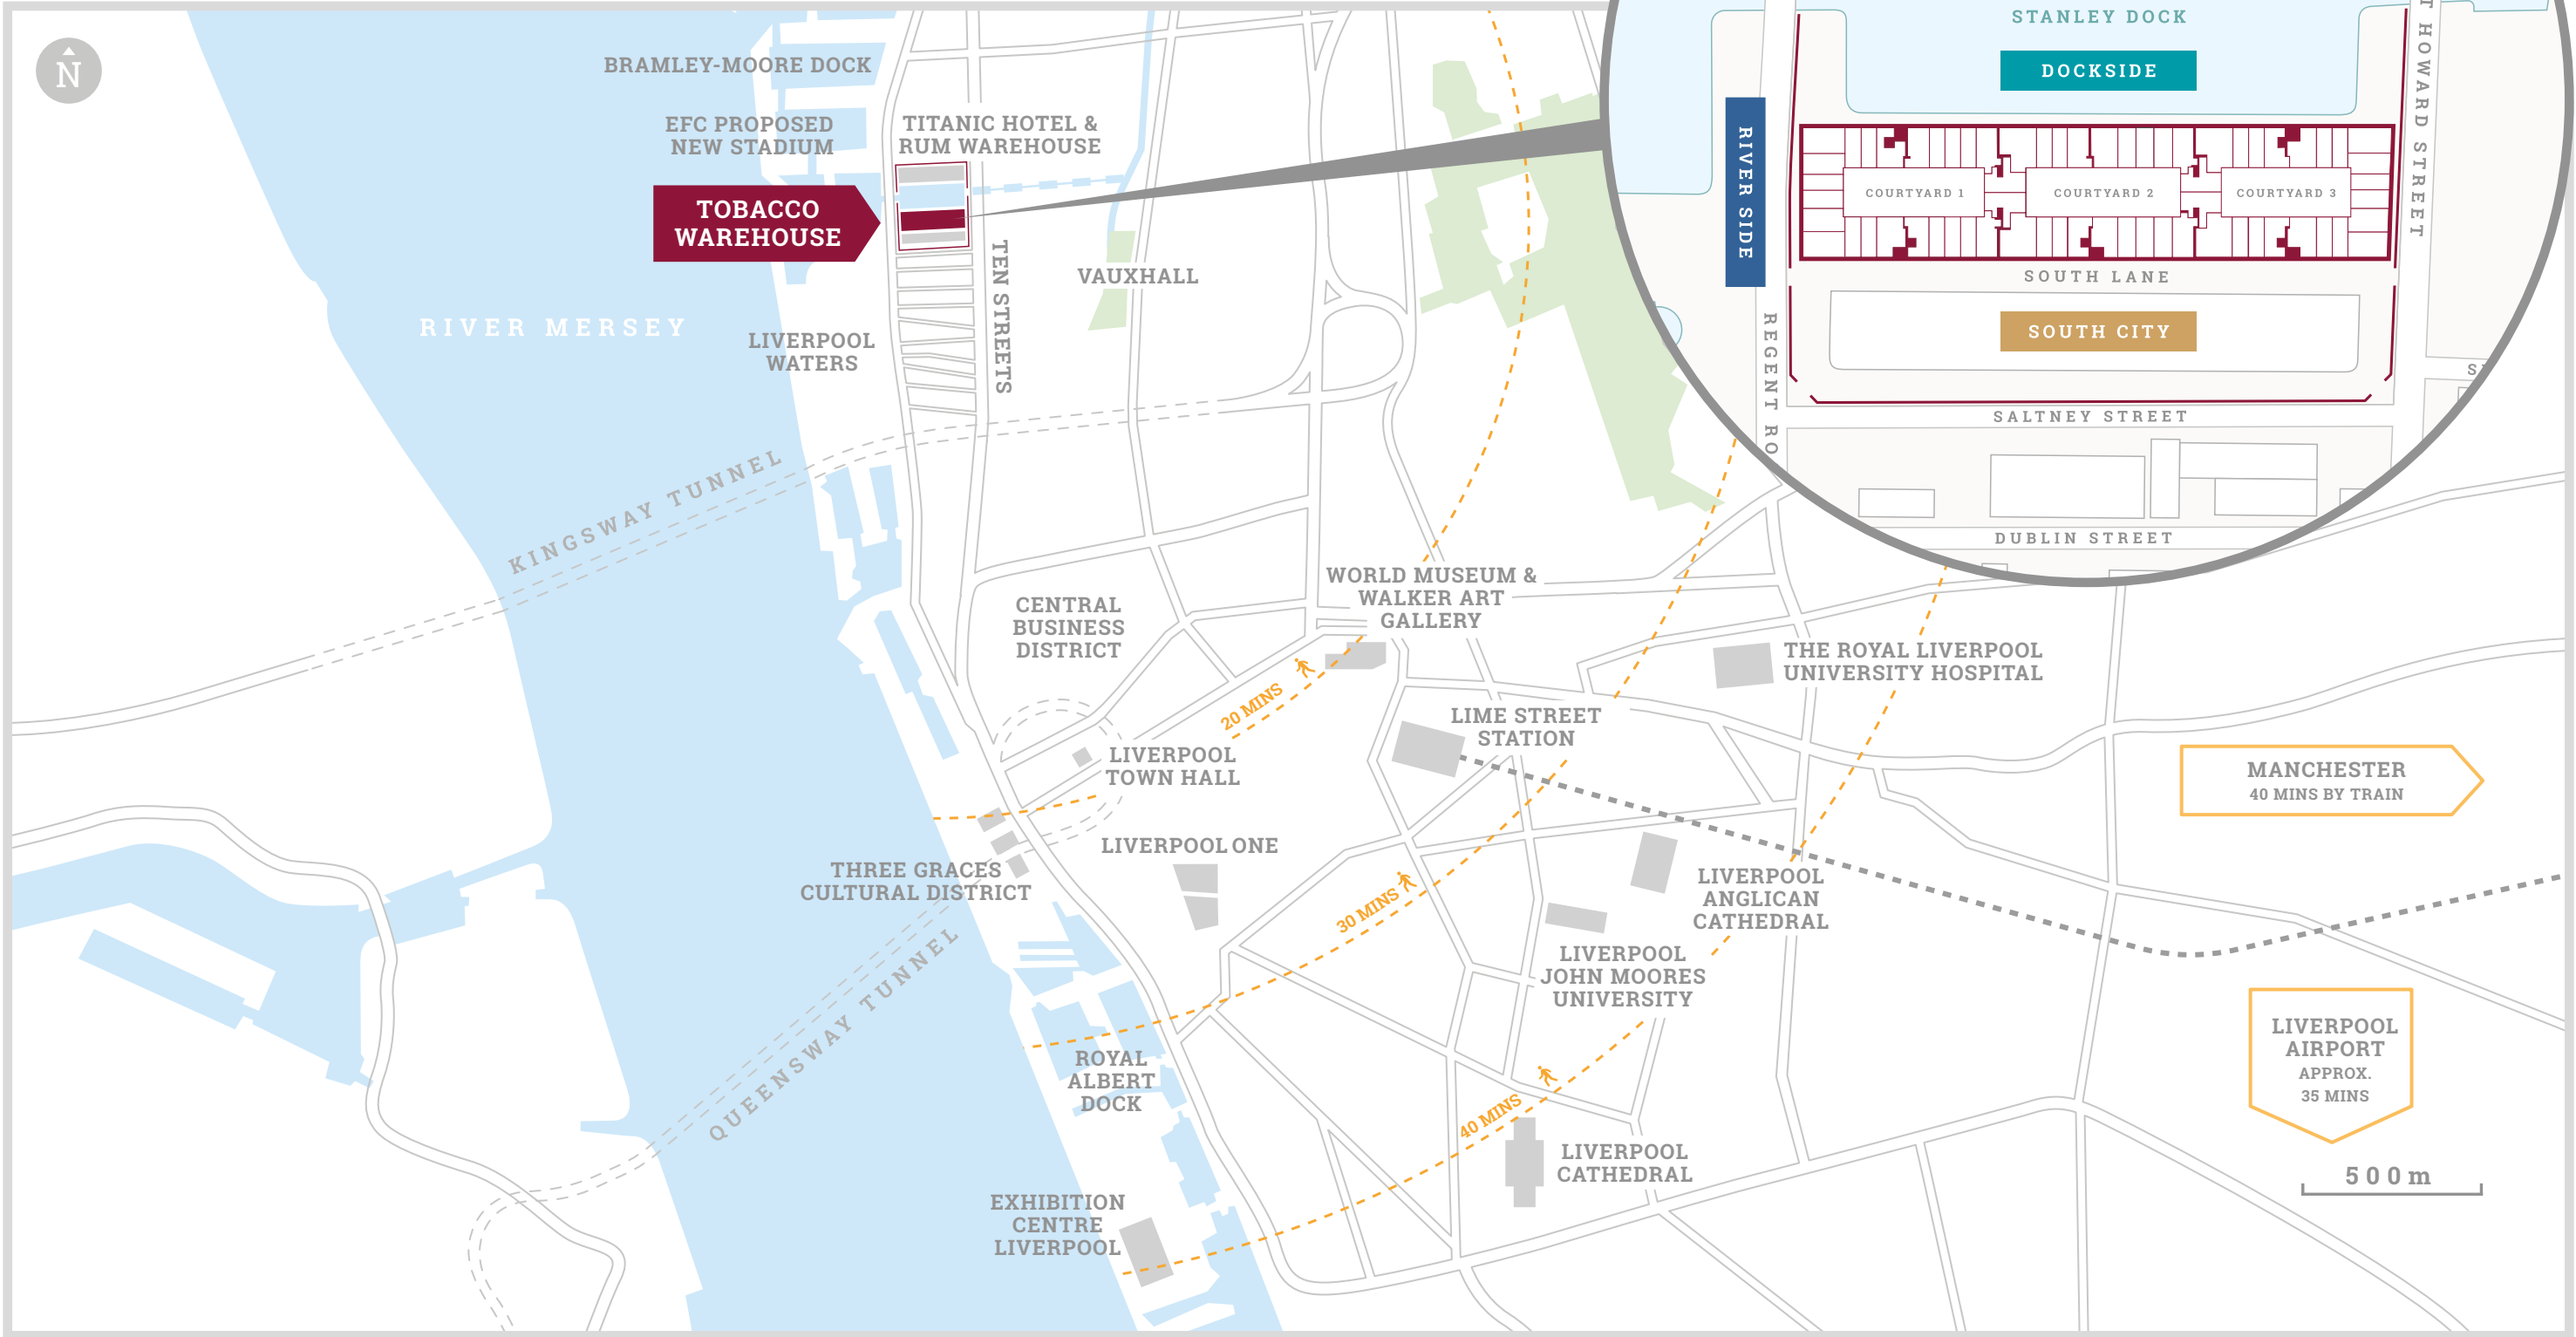 N
BRAMLEY-MOORE DOCK
EFC PROPOSED
NEW STADIUM
TITANIC HOTEL &
RUM WAREHOUSE
TOBACCO
WAREHOUSE
TEN STREETS
VAUXHALL
RIVER MERSEY
LIVERPOOL
WATERS
KINGSWAY TUNNEL
STANLEY DOCK
DOCKSIDE
RIVER SIDE
COURTYARD 1
COURTYARD 2
COURTYARD 3
SOUTH LANE
SOUTH CITY
SALTNEY STREET
DUBLIN STREET
REGENT RO
T HOWARD STREET
CENTRAL
BUSINESS
DISTRICT
WORLD MUSEUM &
WALKER ART
GALLERY
THE ROYAL LIVERPOOL
UNIVERSITY HOSPITAL
20 MINS
LIME STREET
STATION
LIVERPOOL
TOWN HALL
MANCHESTER
40 MINS BY TRAIN
LIVERPOOL ONE
THREE GRACES
CULTURAL DISTRICT
30 MINS
LIVERPOOL
ANGLICAN
CATHEDRAL
LIVERPOOL
JOHN MOORES
UNIVERSITY
QUEENSWAY TUNNEL
ROYAL
ALBERT
DOCK
40 MINS
LIVERPOOL
AIRPORT
APPROX.
35 MINS
LIVERPOOL
CATHEDRAL
EXHIBITION
CENTRE
LIVERPOOL
500m